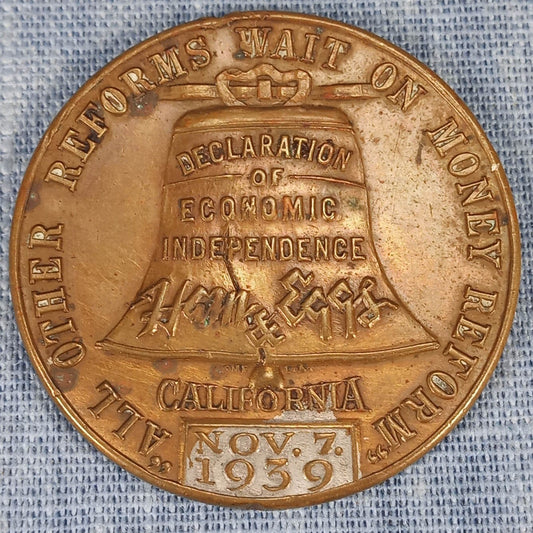 "ALL OTHER REFORMS WAIT ON MONEY REFORM"
DECLARATION
OF
ECONOMIC
INDEPENDENCE
Ham & Eggs
CALIFORNIA
NOV. 7.
1939